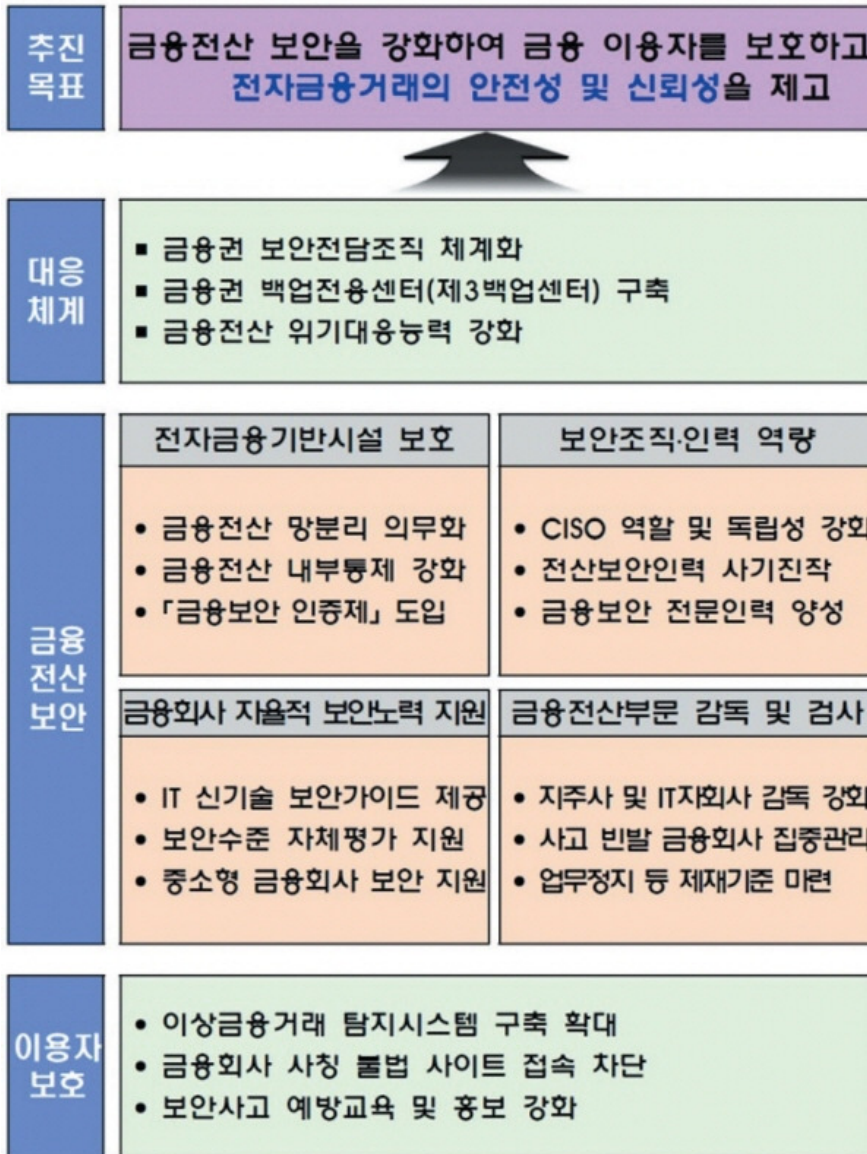 추진
목표
금융전산 보안을 강화하여 금융 이용자를 보호하고
전자금융거래의 안전성 및 신뢰성을 제고
대응
체계
■ 금융권 보안전담조직 체계화
■ 금융권 백업전용센터(제3백업센터) 구축
■ 금융전산 위기대응능력 강화
금융
전산
보안
전자금융기반시설 보호
• 금융전산 망분리 의무화
• 금융전산 내부통제 강화
• 「금융보안 인증제」 도입
보안조직·인력 역량
• CISO 역할 및 독립성 강화
• 전산보안인력 사기진작
• 금융보안 전문인력 양성
금융회사 자율적 보안노력 지원
• IT 신기술 보안가이드 제공
• 보안수준 자체평가 지원
• 중소형 금융회사 보안 지원
금융전산부문 감독 및 검사
• 지주사 및 IT자회사 감독 강화
• 사고 빈발 금융회사 집중관리
• 업무정지 등 제재기준 마련
이용자
보호
• 이상금융거래 탐지시스템 구축 확대
• 금융회사 사칭 불법 사이트 접속 차단
• 보안사고 예방교육 및 홍보 강화